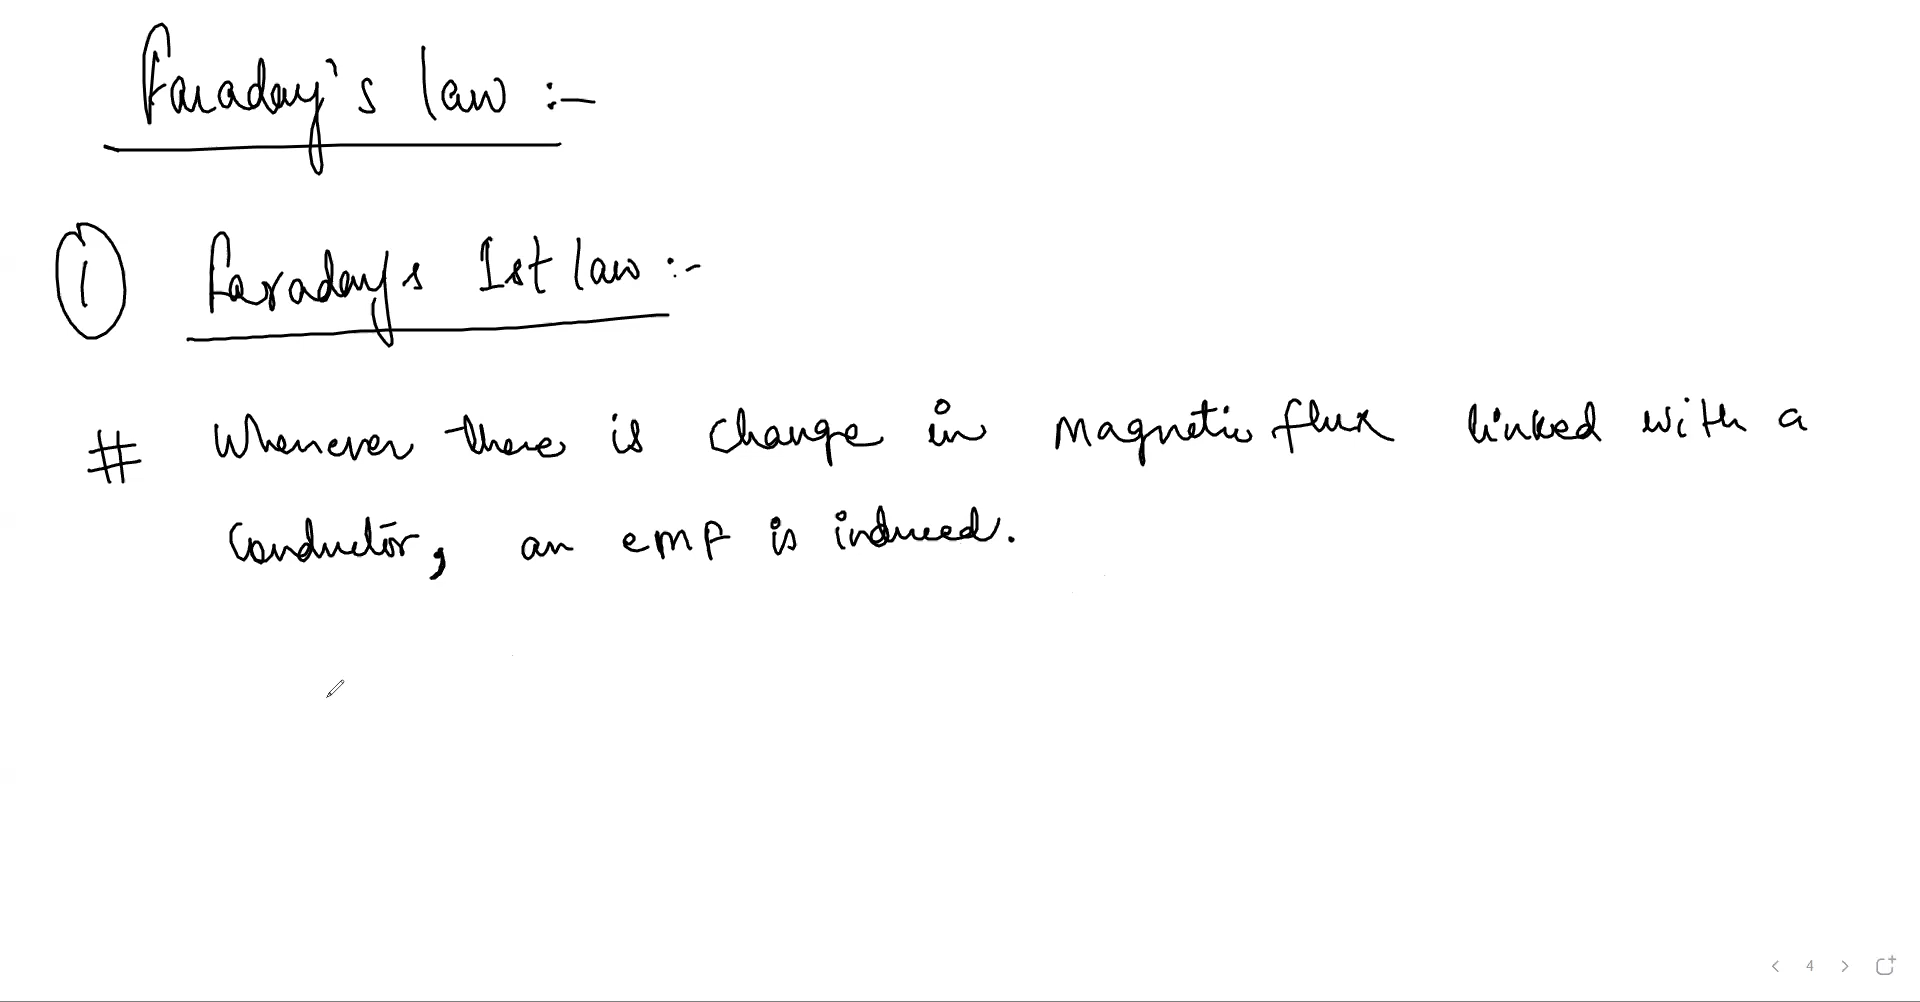 Faraday's law :-
① Faraday's 1st law :-
# Whenever there is change in magnetic flux linked with a
conductor, an emf is induced.
4